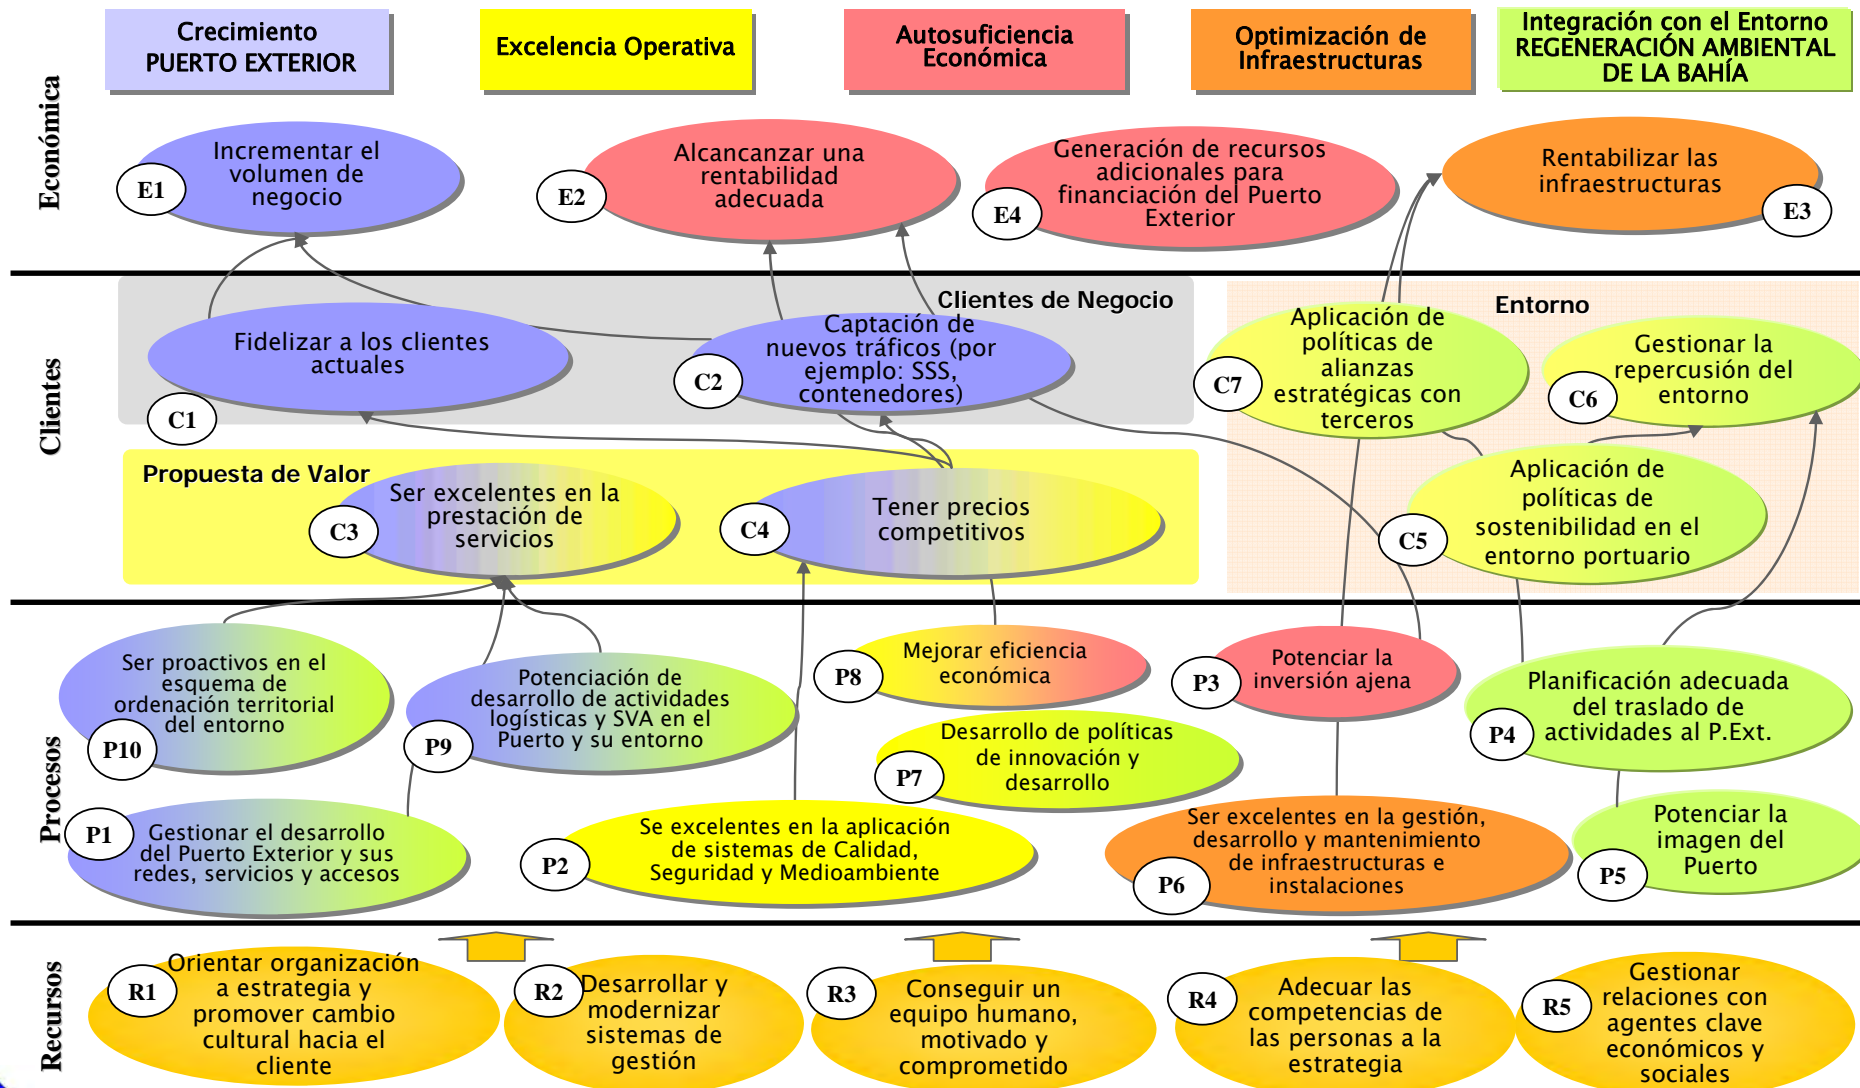 Crecimiento
PUERTO EXTERIOR
Excelencia Operativa
Autosuficiencia
Económica
Optimización de
Infraestructuras
Integración con el Entorno
REGENERACIÓN AMBIENTAL
DE LA BAHÍA
Económica
Incrementar el
volumen de
negocio
E1
Alcancanzar una
rentabilidad
adecuada
E2
Generación de recursos
adicionales para
financiación del Puerto
Exterior
E4
Rentabilizar las
infraestructuras
E3
Clientes
Clientes de Negocio
Fidelizar a los clientes
actuales
C1
Captación de
nuevos tráficos (por
ejemplo: SSS,
contenedores)
C2
Entorno
Aplicación de
políticas de
alianzas
estratégicas con
terceros
C7
Gestionar la
repercusión del
entorno
C6
Propuesta de Valor
Ser excelentes en la
prestación de
servicios
C3
Tener precios
competitivos
C4
Aplicación de
políticas de
sostenibilidad en el
entorno portuario
C5
Procesos
Ser proactivos en el
esquema de
ordenación territorial
del entorno
P10
Potenciación de
desarrollo de actividades
logísticas y SVA en el
Puerto y su entorno
P9
Mejorar eficiencia
económica
P8
Potenciar la
inversión ajena
P3
Planificación adecuada
del traslado de
actividades al P.Ext.
P4
Desarrollo de políticas
de innovación y
desarrollo
P7
P1
Gestionar el desarrollo
del Puerto Exterior y sus
redes, servicios y accesos
Se excelentes en la aplicación
de sistemas de Calidad,
Seguridad y Medioambiente
P2
Ser excelentes en la gestión,
desarrollo y mantenimiento
de infraestructuras e
instalaciones
P6
Potenciar la
imagen del
Puerto
P5
Recursos
R1
Orientar organización
a estrategia y
promover cambio
cultural hacia el
cliente
R2
Desarrollar y
modernizar
sistemas de
gestión
R3
Conseguir un
equipo humano,
motivado y
comprometido
R4
Adecuar las
competencias de
las personas a la
estrategia
R5
Gestionar
relaciones con
agentes clave
económicos y
sociales